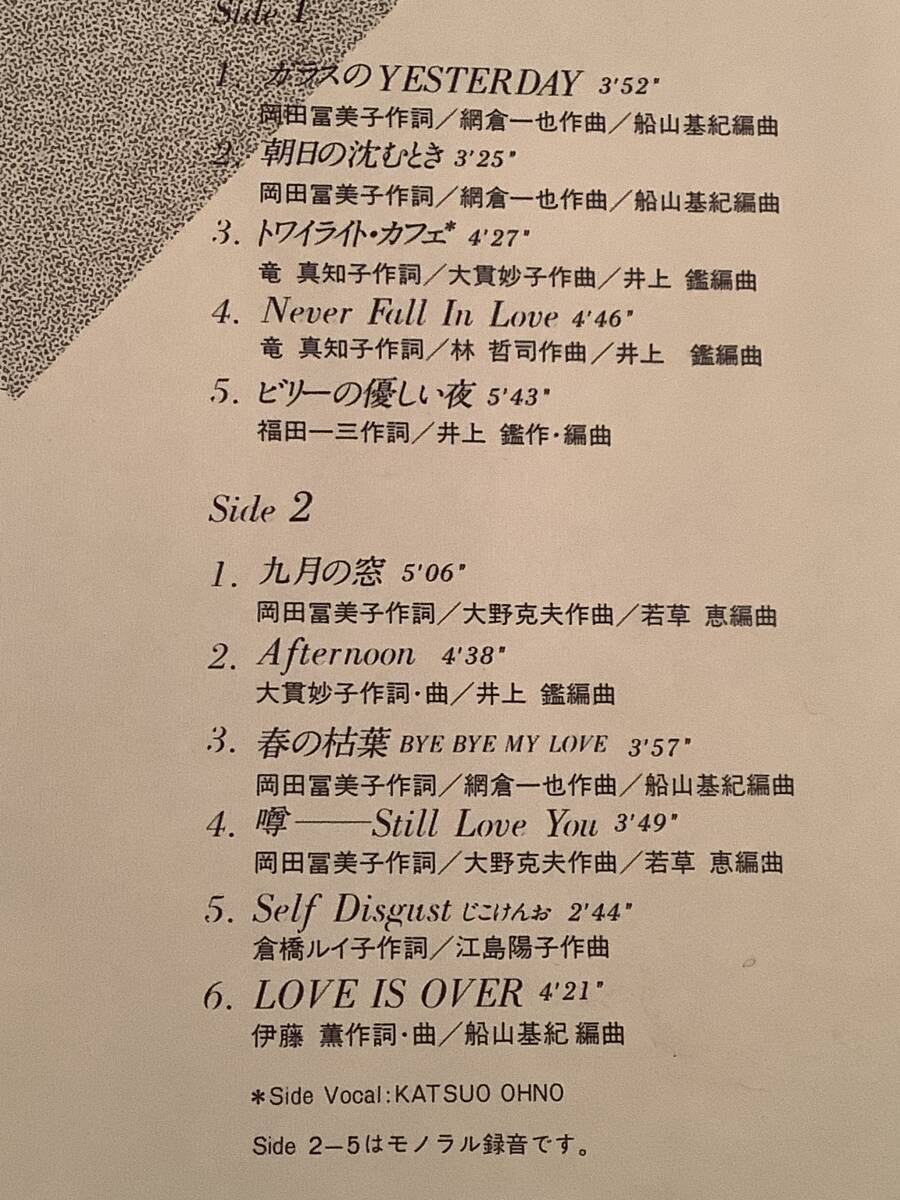 Side 1
1. ガラスのYESTERDAY 3'52"
岡田冨美子作詞／網倉一也作曲／船山基紀編曲
2. 朝日の沈むとき 3'25"
岡田冨美子作詞／網倉一也作曲／船山基紀編曲
3. トワイライト・カフェ* 4'27"
竜 真知子作詞／大貫妙子作曲／井上 鑑編曲
4. Never Fall In Love 4'46"
竜 真知子作詞／林 哲司作曲／井上 鑑編曲
5. ビリーの優しい夜 5'43"
福田一三作詞／井上 鑑作・編曲
Side 2
1. 九月の窓 5'06"
岡田冨美子作詞／大野克夫作曲／若草 恵編曲
2. Afternoon 4'38"
大貫妙子作詞・曲／井上 鑑編曲
3. 春の枯葉 BYE BYE MY LOVE 3'57"
岡田冨美子作詞／網倉一也作曲／船山基紀編曲
4. 噂——Still Love You 3'49"
岡田冨美子作詞／大野克夫作曲／若草 恵編曲
5. Self Disgust じこけんお 2'44"
倉橋ルイ子作詞／江島陽子作曲
6. LOVE IS OVER 4'21"
伊藤 薫作詞・曲／船山基紀編曲
*Side Vocal:KATSUO OHNO
Side 2—5はモノラル録音です。